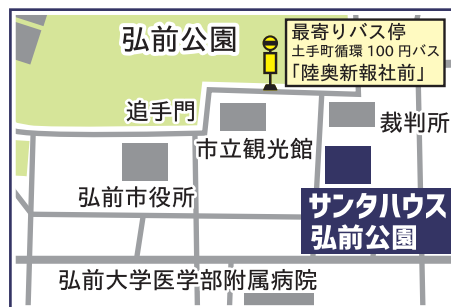 弘前公園
最寄りバス停
土手町循環100円バス
「陸奥新報社前」
追手門
裁判所
市立観光館
弘前市役所
サンタハウス
弘前公園
弘前大学医学部附属病院